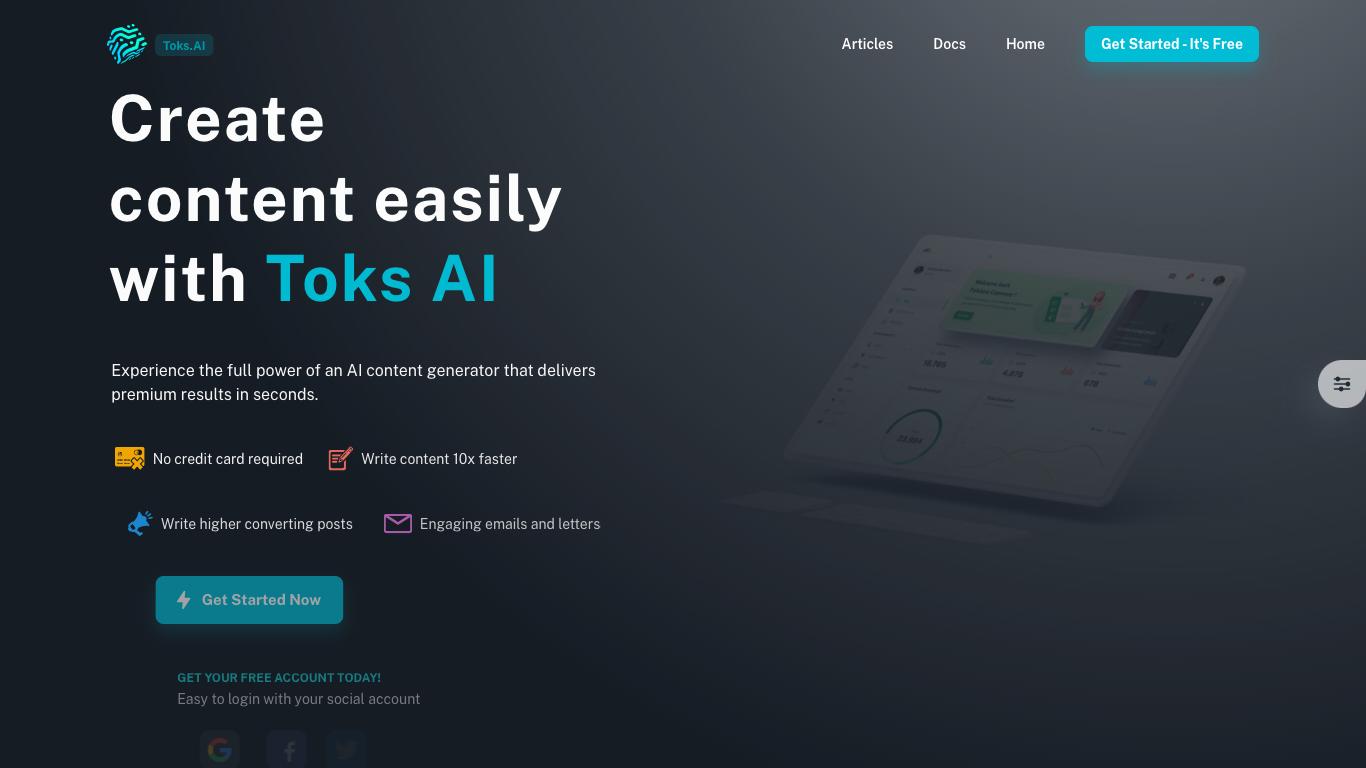 Toks.AI
Articles
Docs
Home
Get Started - It's Free
Create
content easily
with Toks AI
Experience the full power of an AI content generator that delivers
premium results in seconds.
No credit card required
Write content 10x faster
Write higher converting posts
Engaging emails and letters
Get Started Now
GET YOUR FREE ACCOUNT TODAY!
Easy to login with your social account